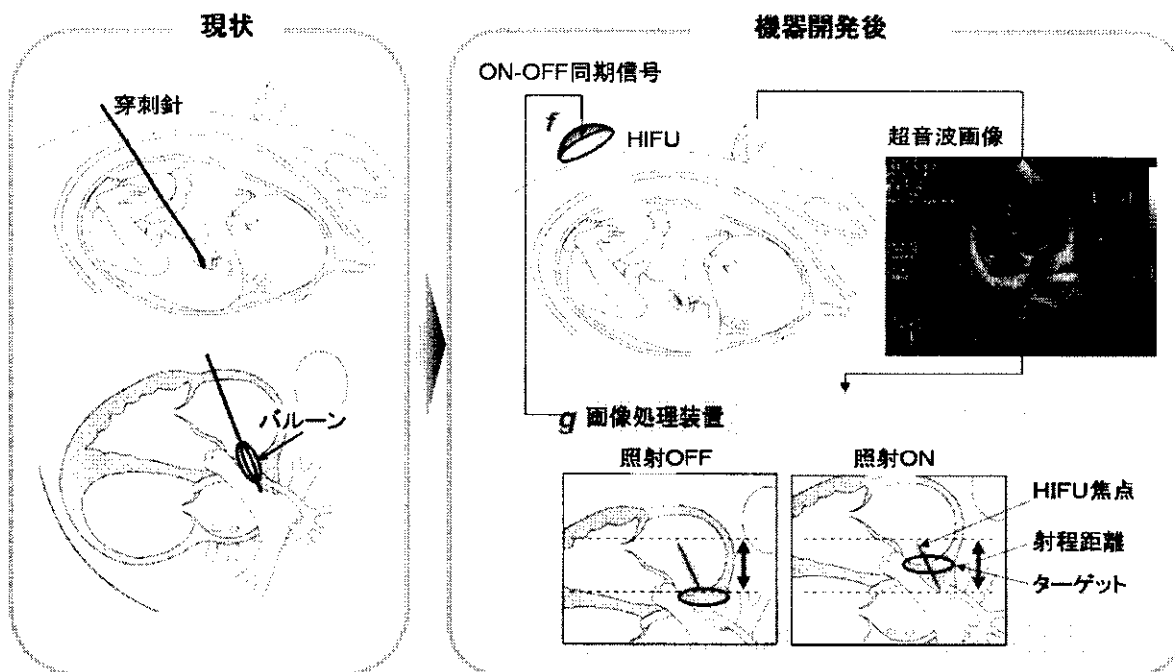 現状
穿刺針
バルーン
機器開発後
ON-OFF同期信号
f
HIFU
超音波画像
g 画像処理装置
照射OFF
照射ON
HIFU焦点
射程距離
ターゲット